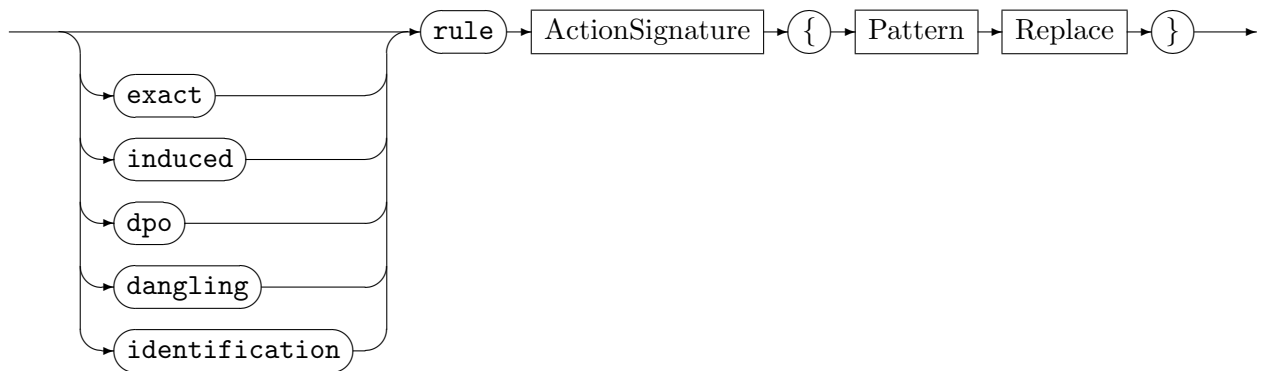 rule ActionSignature { Pattern Replace }
exact
induced
dpo
dangling
identification